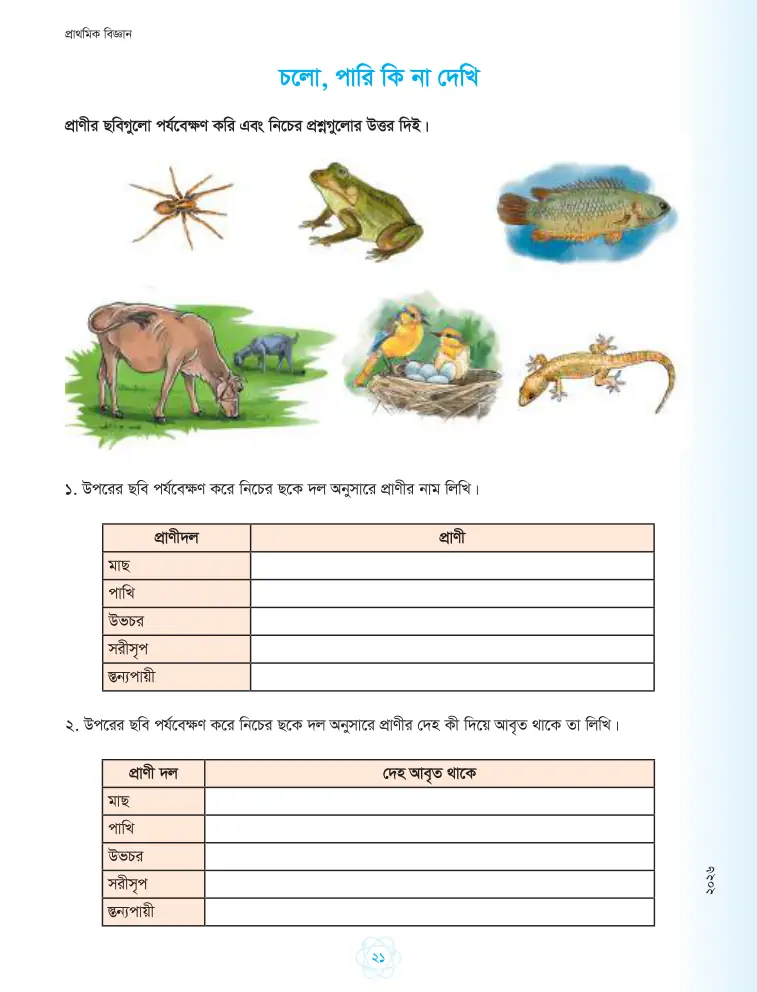 প্রাথমিক বিজ্ঞান
চলো, পারি কি না দেখি
প্রাণীর ছবিগুলো পর্যবেক্ষণ করি এবং নিচের প্রশ্নগুলোর উত্তর দিই।
১. উপরের ছবি পর্যবেক্ষণ করে নিচের ছকে দল অনুসারে প্রাণীর নাম লিখি।
প্রাণীদল প্রাণী
মাছ
পাখি
উভচর
সরীসৃপ
স্তন্যপায়ী
২. উপরের ছবি পর্যবেক্ষণ করে নিচের ছকে দল অনুসারে প্রাণীর দেহ কী দিয়ে আবৃত থাকে তা লিখি।
প্রাণী দল দেহ আবৃত থাকে
মাছ
পাখি
উভচর
সরীসৃপ
স্তন্যপায়ী
২০২৬
২১